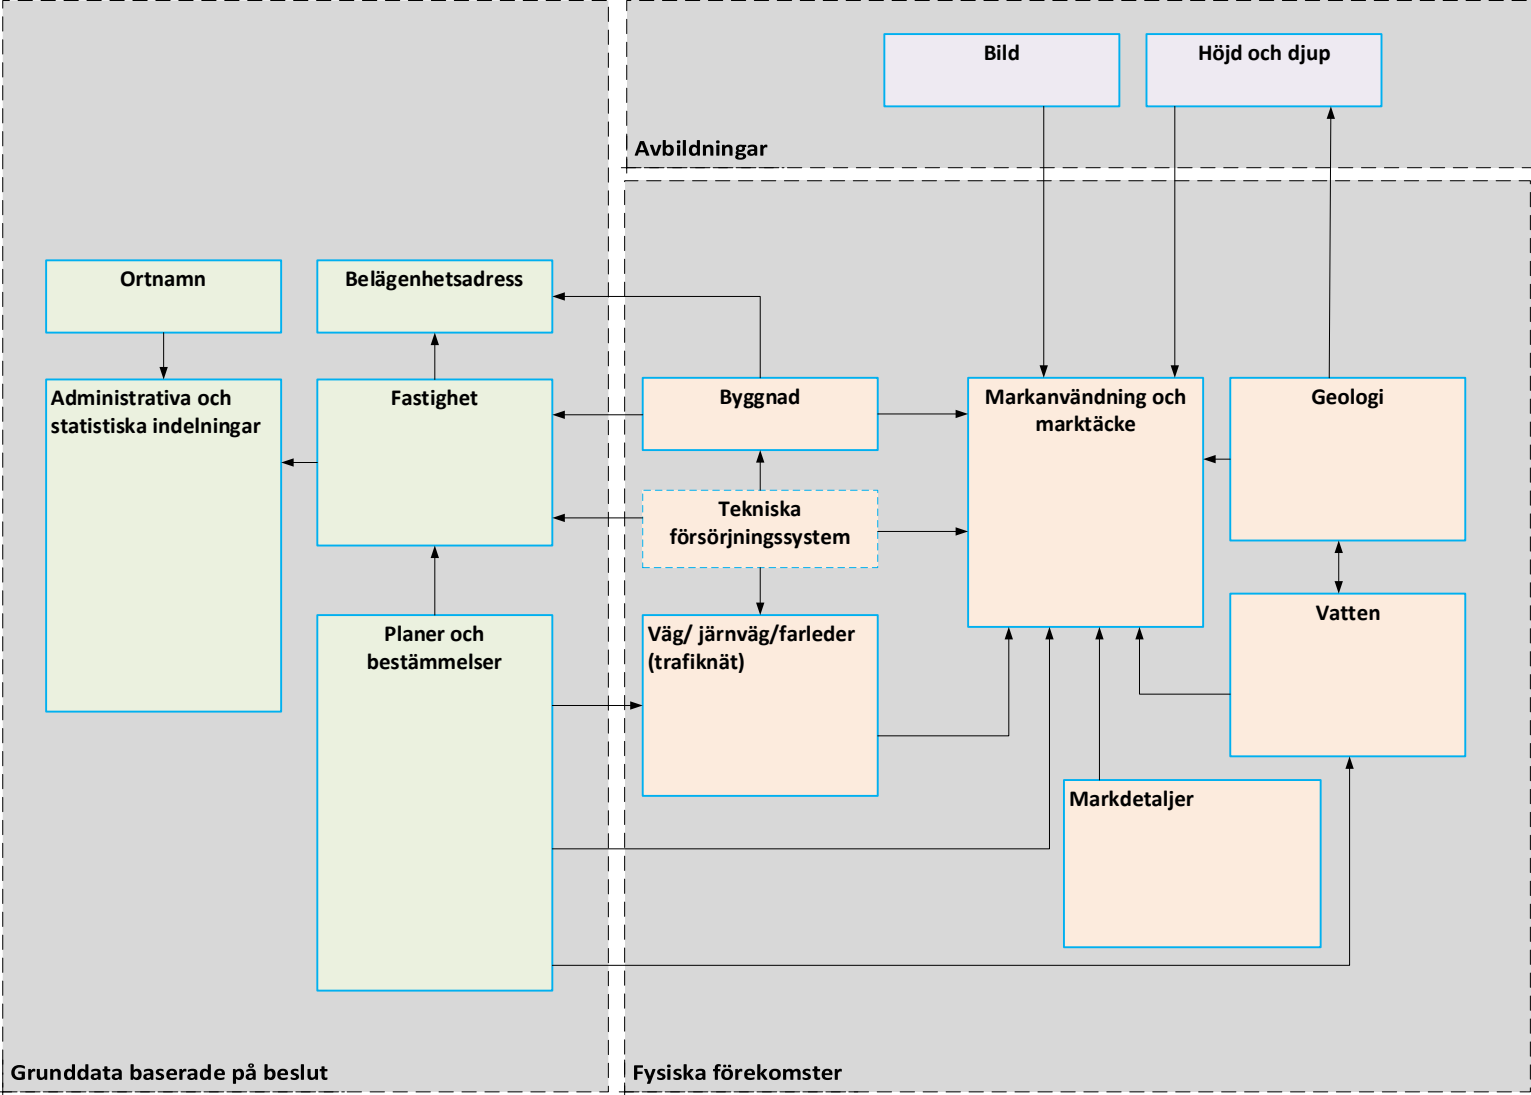 Bild
Höjd och djup
Avbildningar
Ortnamn
Belägenhetsadress
Administrativa och
statistiska indelningar
Fastighet
Byggnad
Markanvändning och
marktäcke
Geologi
Tekniska
försörjningssystem
Planer och
bestämmelser
Väg/ järnväg/farleder
(trafiknät)
Vatten
Markdetaljer
Grunddata baserade på beslut
Fysiska förekomster